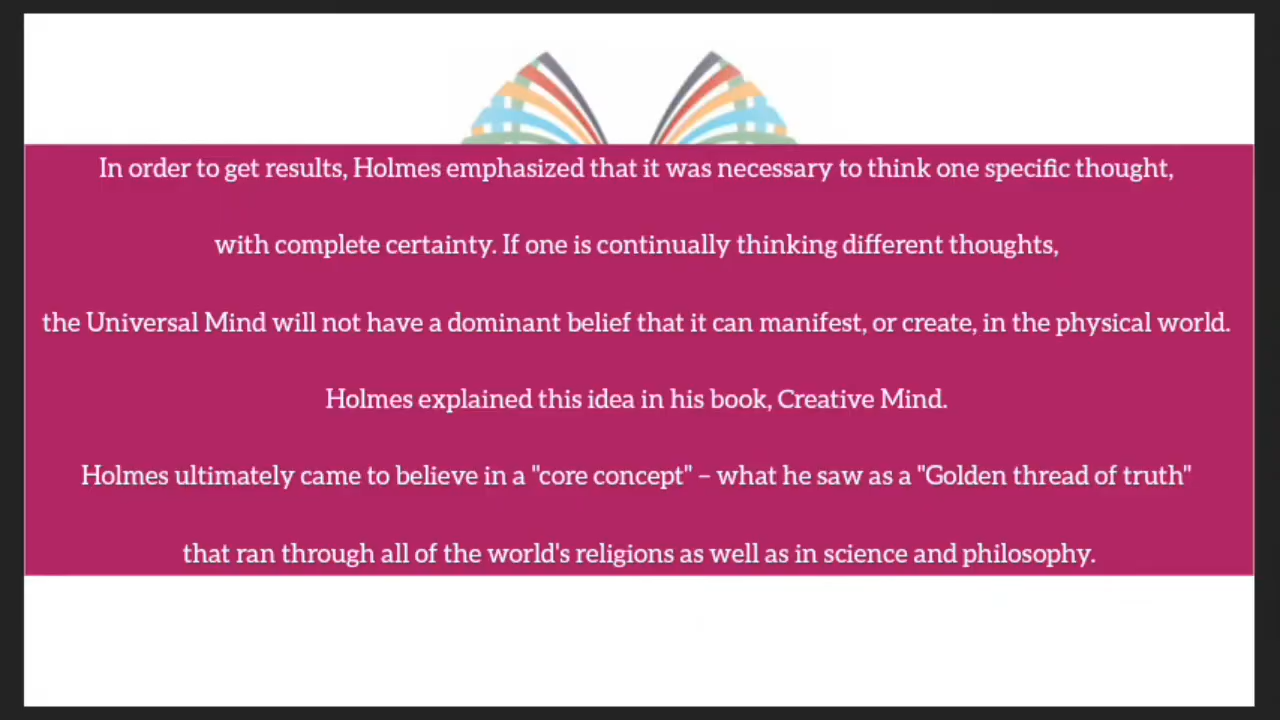 In order to get results, Holmes emphasized that it was necessary to think one specific thought,
with complete certainty. If one is continually thinking different thoughts,
the Universal Mind will not have a dominant belief that it can manifest, or create, in the physical world.
Holmes explained this idea in his book, Creative Mind.
Holmes ultimately came to believe in a "core concept" – what he saw as a "Golden thread of truth"
that ran through all of the world's religions as well as in science and philosophy.